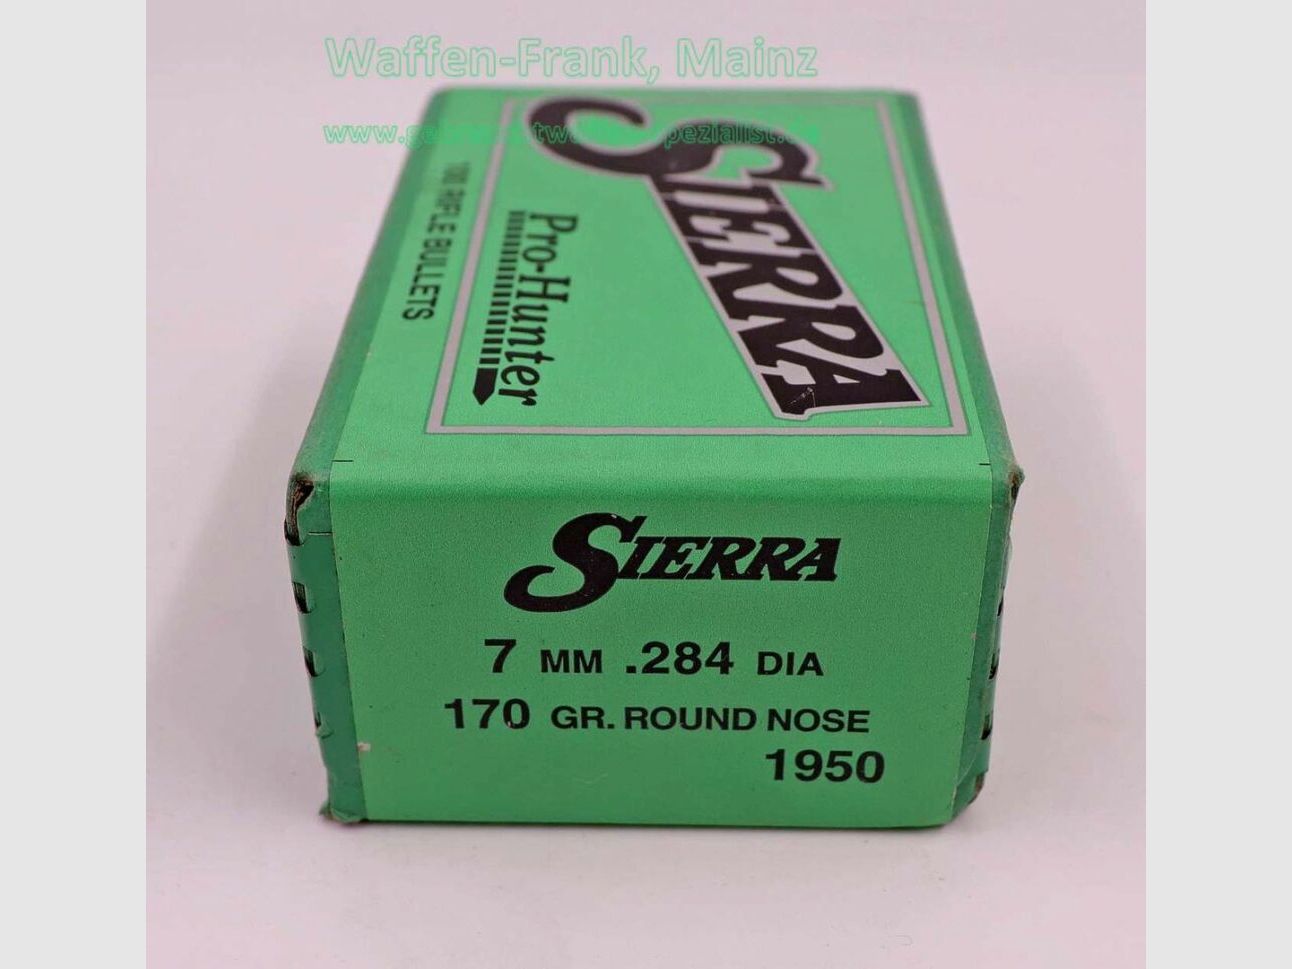 Waffen-Frank, Mainz
SIERRA
Pro-Hunter
100 RIFLE BULLETS
SIERRA
7 MM .284 DIA
170 GR. ROUND NOSE
1950